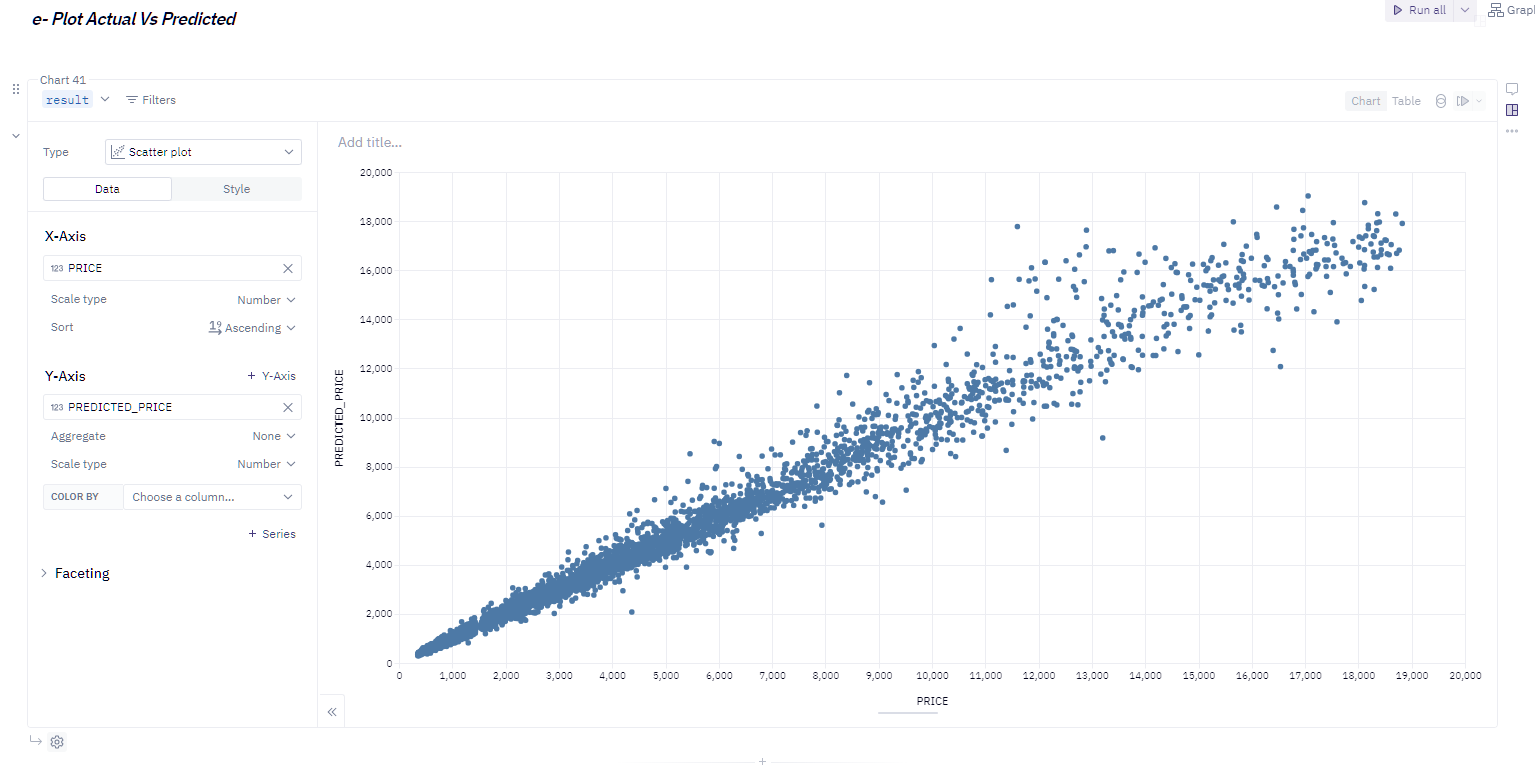 e- Plot Actual Vs Predicted
Run all
Grap
Chart 41
result
Filters
Chart Table
Type Scatter plot
Data Style
X-Axis
123 PRICE
Scale type Number
Sort Ascending
Y-Axis + Y-Axis
123 PREDICTED_PRICE
Aggregate None
Scale type Number
COLOR BY Choose a column...
+ Series
Faceting
Add title...
20,000
18,000
16,000
14,000
12,000
10,000
8,000
6,000
4,000
2,000
0
PREDICTED_PRICE
0 1,000 2,000 3,000 4,000 5,000 6,000 7,000 8,000 9,000 10,000 11,000 12,000 13,000 14,000 15,000 16,000 17,000 18,000 19,000 20,000
PRICE